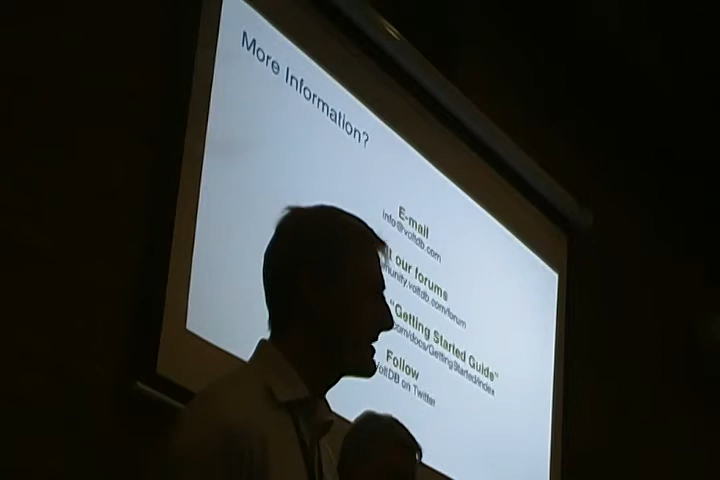 More Information?
E-mail
info@voltdb.com
our forums
munity.voltdb.com/forum
"Getting Started Guide"
com/docs/GettingStarted/index
Follow
VoltDB on Twitter